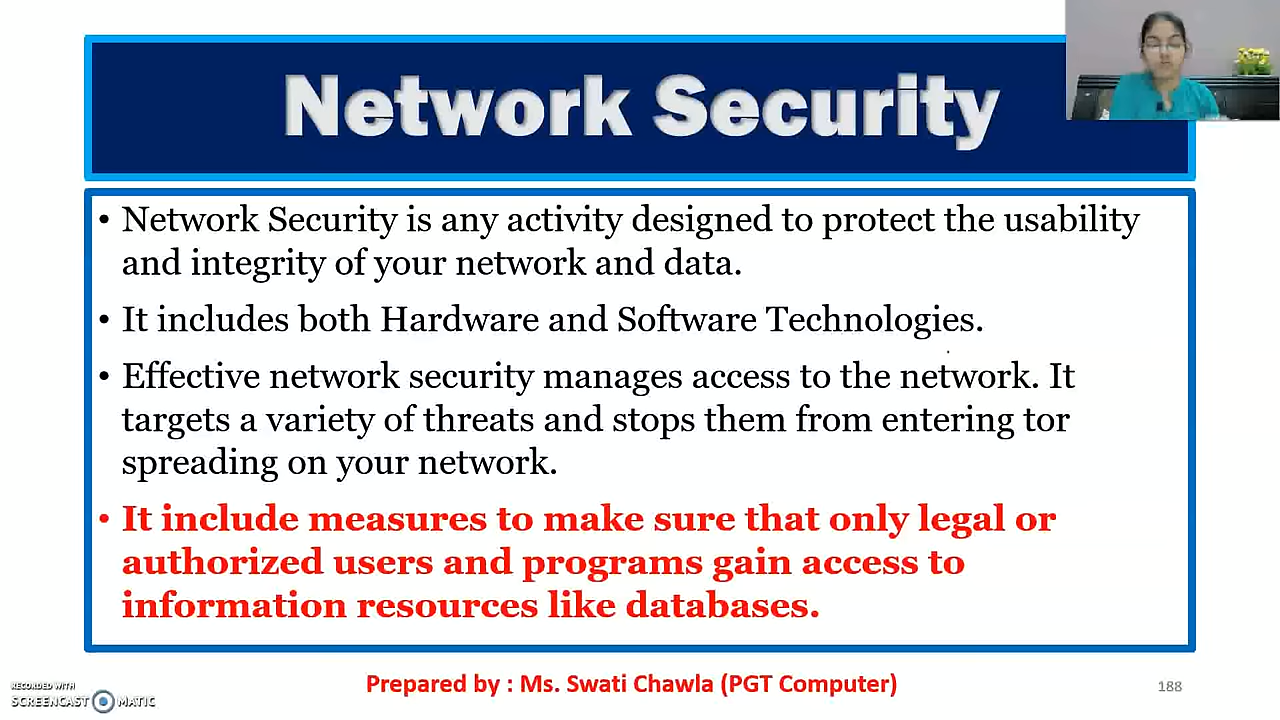 Network Security
• Network Security is any activity designed to protect the usability
and integrity of your network and data.
• It includes both Hardware and Software Technologies.
• Effective network security manages access to the network. It
targets a variety of threats and stops them from entering tor
spreading on your network.
• It include measures to make sure that only legal or
authorized users and programs gain access to
information resources like databases.
Prepared by : Ms. Swati Chawla (PGT Computer)
188
RECORDED WITH
SCREENCAST MATIC